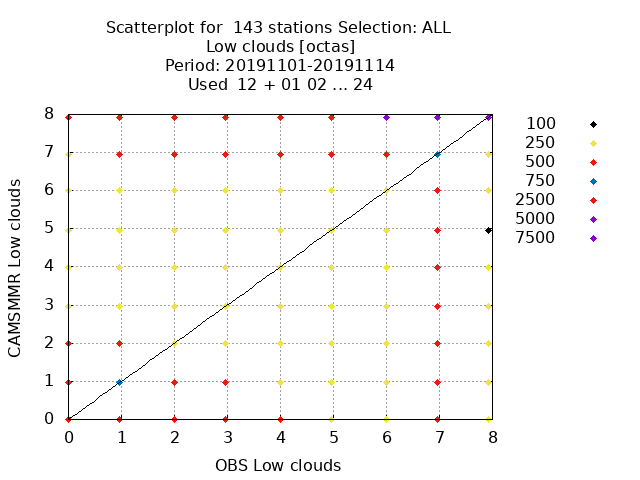 Scatterplot for  143 stations Selection: ALL
Low clouds [octas]
Period: 20191101-20191114
Used  12 + 01 02 ... 24
8
7
6
5
4
3
2
1
0
CAMSMMR Low clouds
0 1 2 3 4 5 6 7 8
OBS Low clouds
100
250
500
750
2500
5000
7500